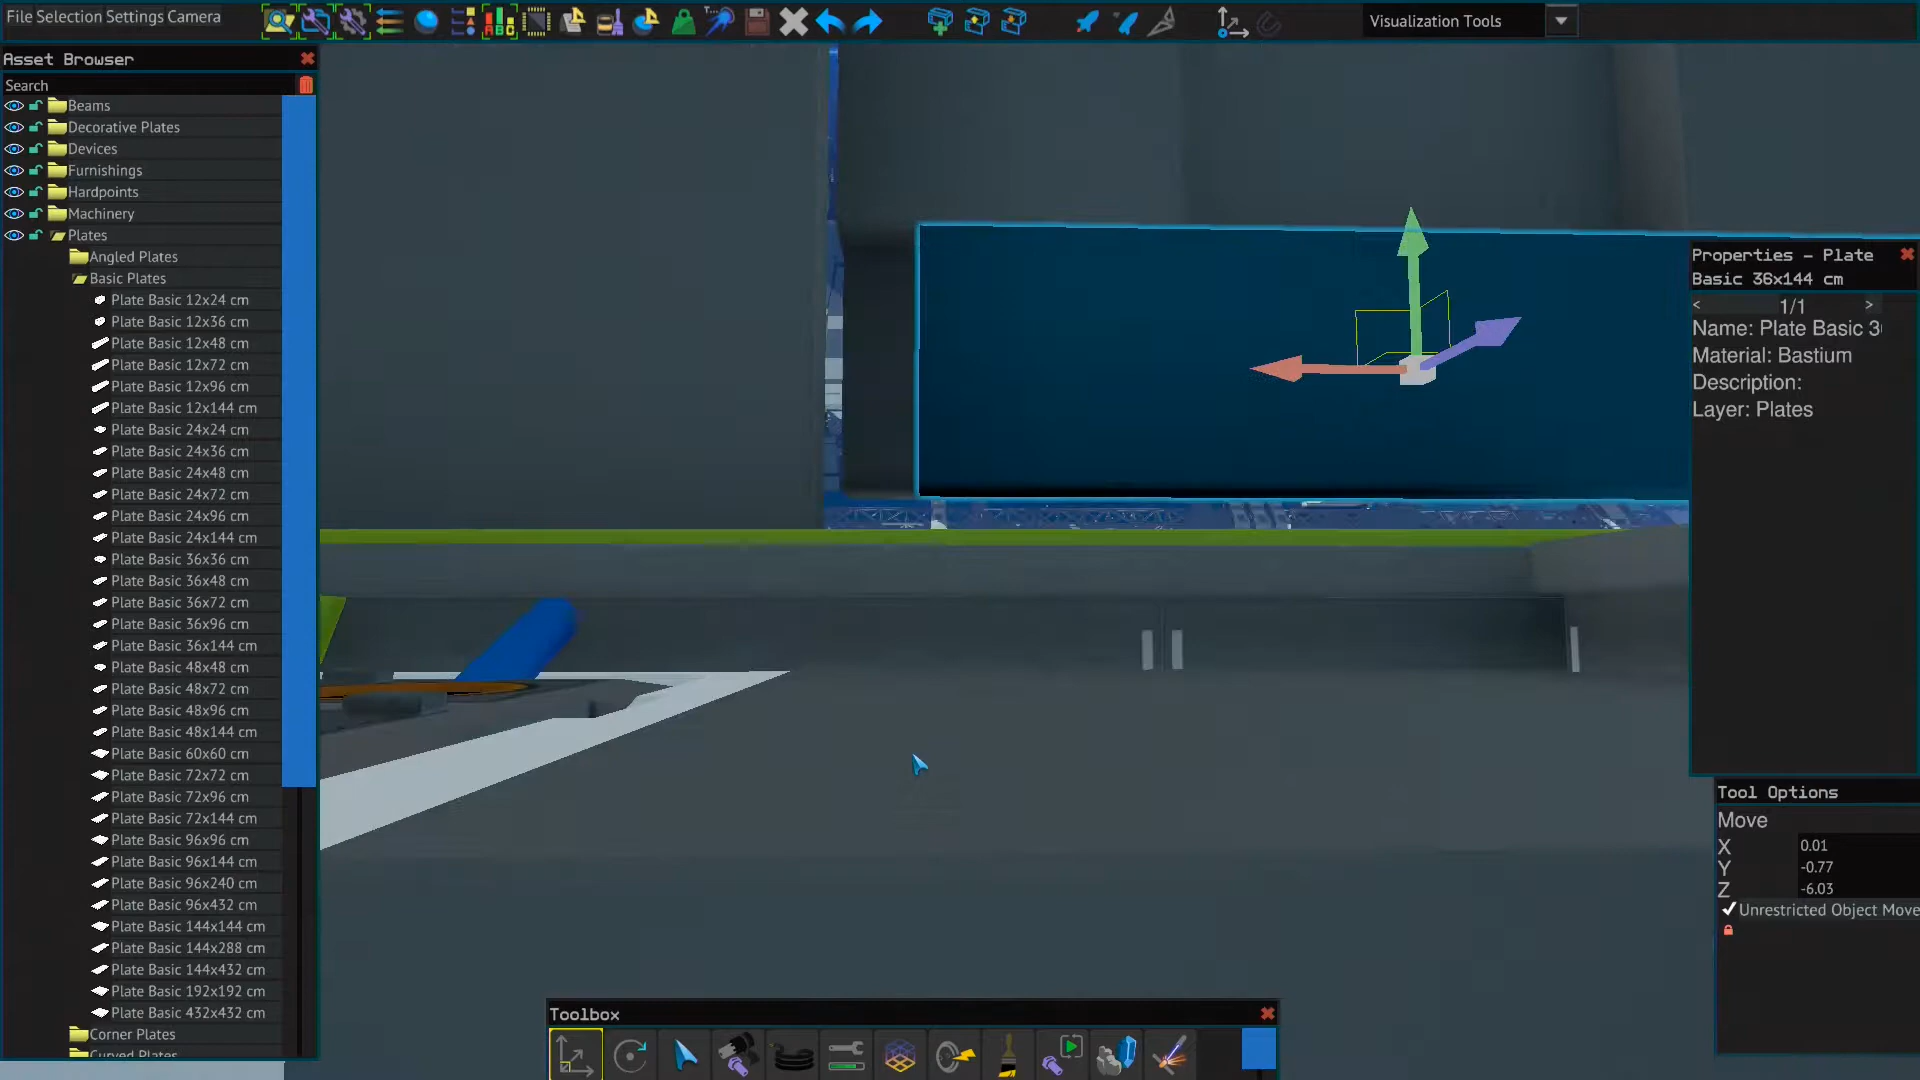 File Selection Settings Camera
Visualization Tools
Asset Browser
Search
Beams
Decorative Plates
Devices
Furnishings
Hardpoints
Machinery
Plates
Angled Plates
Basic Plates
Plate Basic 12x24 cm
Plate Basic 12x36 cm
Plate Basic 12x48 cm
Plate Basic 12x72 cm
Plate Basic 12x96 cm
Plate Basic 12x144 cm
Plate Basic 24x24 cm
Plate Basic 24x36 cm
Plate Basic 24x48 cm
Plate Basic 24x72 cm
Plate Basic 24x96 cm
Plate Basic 24x144 cm
Plate Basic 36x36 cm
Plate Basic 36x48 cm
Plate Basic 36x72 cm
Plate Basic 36x96 cm
Plate Basic 36x144 cm
Plate Basic 48x48 cm
Plate Basic 48x72 cm
Plate Basic 48x96 cm
Plate Basic 48x144 cm
Plate Basic 60x60 cm
Plate Basic 72x72 cm
Plate Basic 72x96 cm
Plate Basic 72x144 cm
Plate Basic 96x96 cm
Plate Basic 96x144 cm
Plate Basic 96x240 cm
Plate Basic 96x432 cm
Plate Basic 144x144 cm
Plate Basic 144x288 cm
Plate Basic 144x432 cm
Plate Basic 192x192 cm
Plate Basic 432x432 cm
Corner Plates
Curved Plates
Properties - Plate
Basic 36x144 cm
< 1/1 >
Name: Plate Basic 3
Material: Bastium
Description:
Layer: Plates
Tool Options
Move
X 0.01
Y -0.77
Z -6.03
Unrestricted Object Move
Toolbox